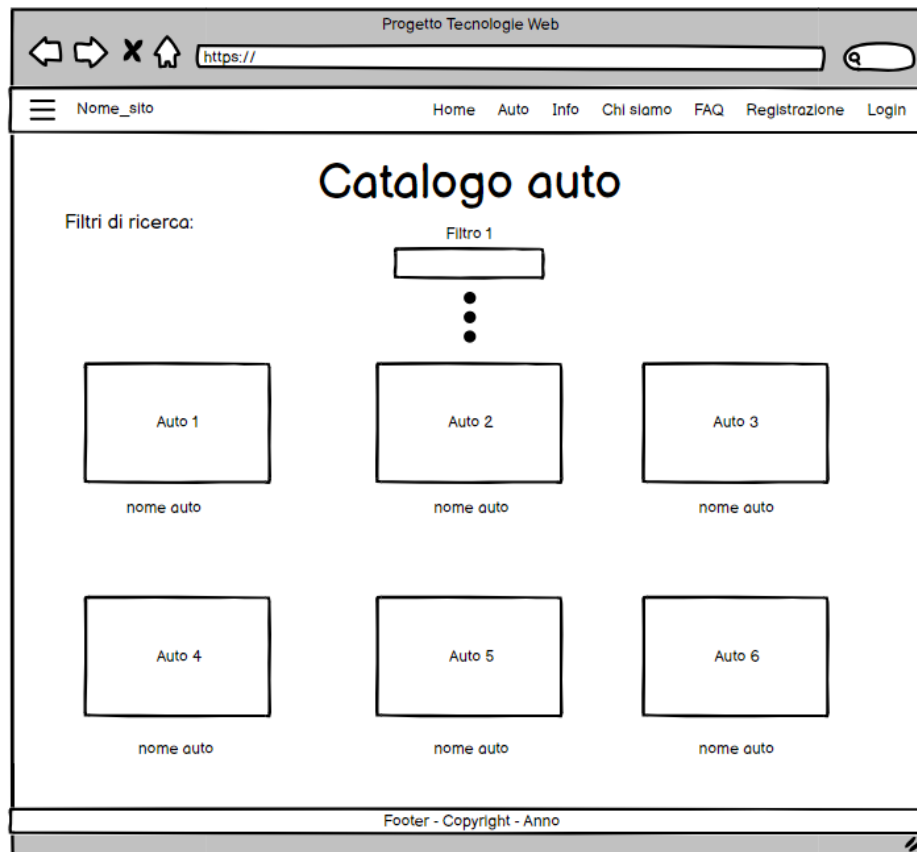 Progetto Tecnologie Web
https://
Nome_sito Home Auto Info Chi siamo FAQ Registrazione Login
Catalogo auto
Filtri di ricerca:
Filtro 1
Auto 1 Auto 2 Auto 3
nome auto nome auto nome auto
Auto 4 Auto 5 Auto 6
nome auto nome auto nome auto
Footer - Copyright - Anno